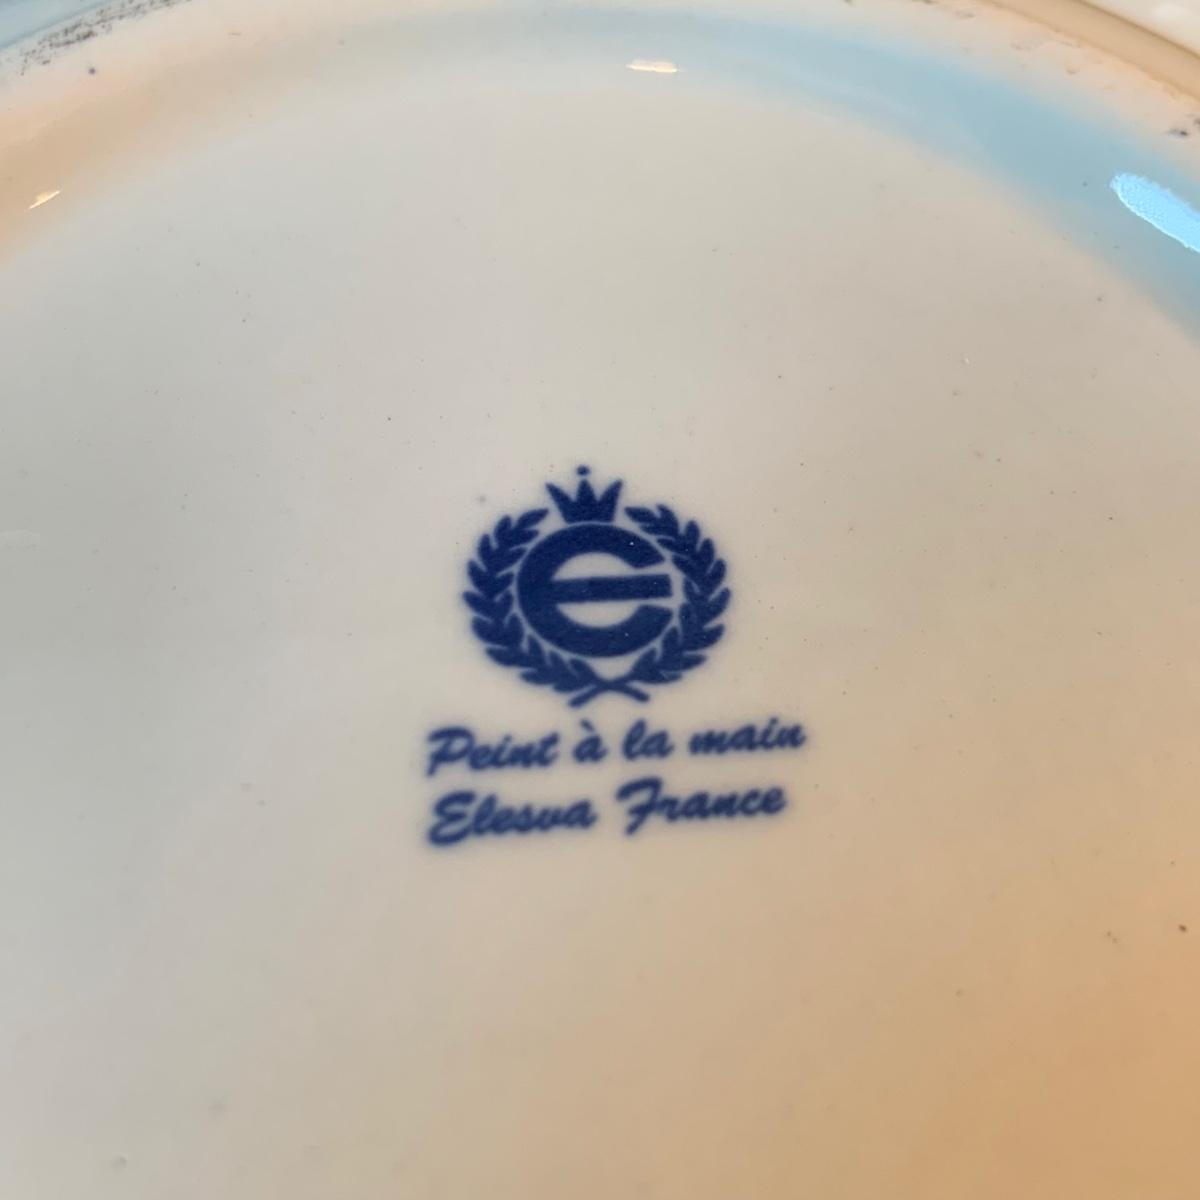 e
Peint à la main
Elesva France